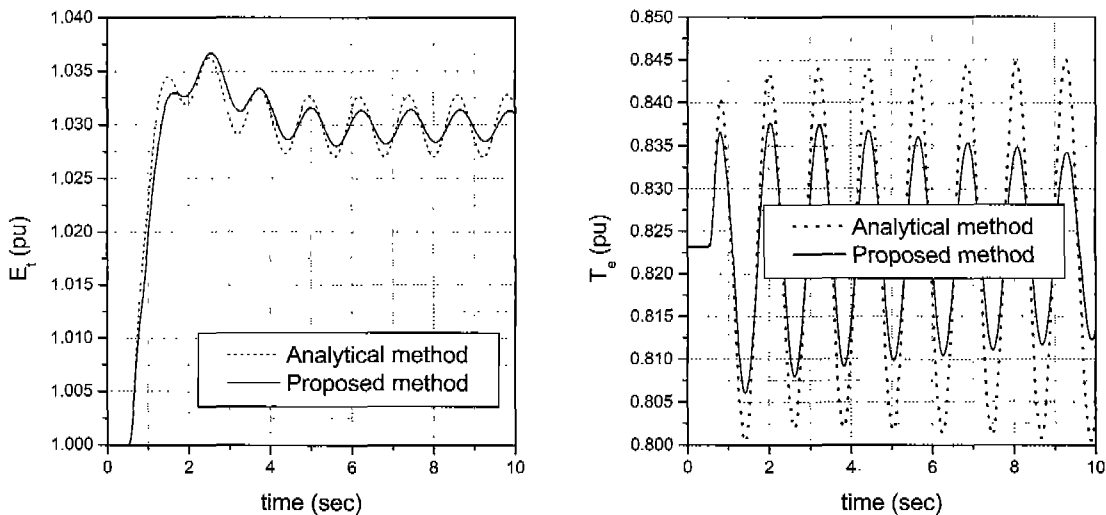 1.040
1.035
1.030
1.025
1.020
1.015
1.010
1.005
1.000
E_t (pu)
0 2 4 6 8 10
time (sec)
Analytical method
Proposed method
0.850
0.845
0.840
0.835
0.830
0.825
0.820
0.815
0.810
0.805
0.800
T_e (pu)
0 2 4 6 8 10
time (sec)
Analytical method
Proposed method